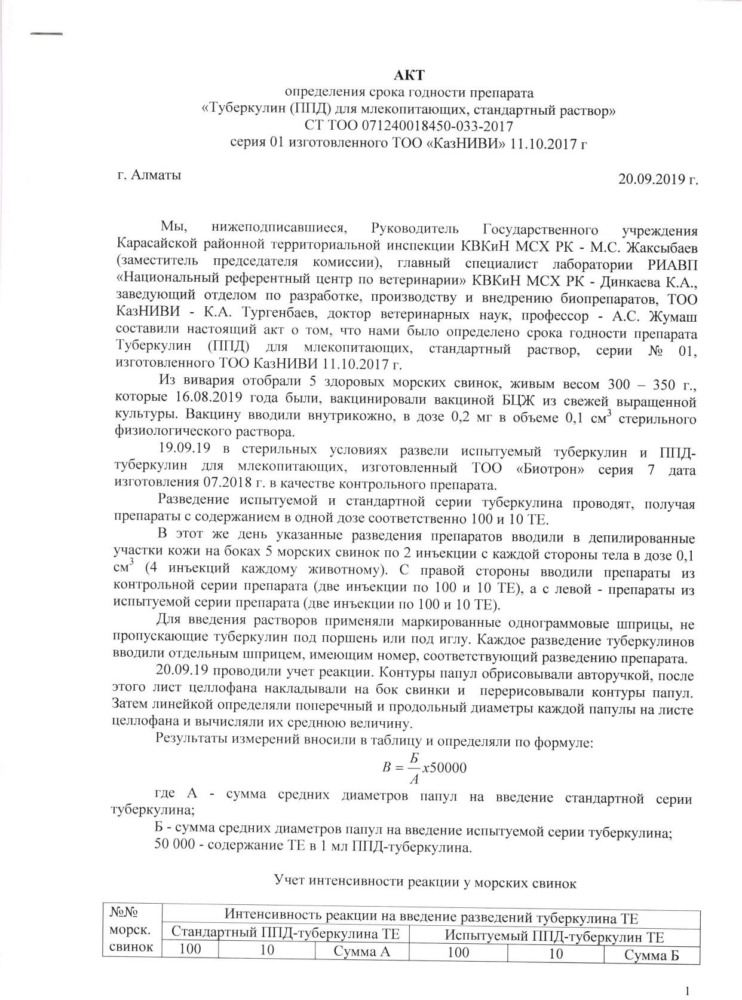 АКТ
определения срока годности препарата
«Туберкулин (ППД) для млекопитающих, стандартный раствор»
СТ ТОО 071240018450-033-2017
серия 01 изготовленного ТОО «КазНИВИ» 11.10.2017 г
г. Алматы
20.09.2019 г.
Мы, нижеподписавшиеся, Руководитель Государственного учреждения
Карасайской районной территориальной инспекции КВКиН МСХ РК - М.С. Жаксыбаев
(заместитель председателя комиссии), главный специалист лаборатории РИАВП
«Национальный референтный центр по ветеринарии» КВКиН МСХ РК - Динкаева К.А.,
заведующий отделом по разработке, производству и внедрению биопрепаратов, ТОО
КазНИВИ - К.А. Тургенбаев, доктор ветеринарных наук, профессор - А.С. Жумаш
составили настоящий акт о том, что нами было определено срока годности препарата
Туберкулин (ППД) для млекопитающих, стандартный раствор, серии № 01,
изготовленного ТОО КазНИВИ 11.10.2017 г.
Из вивария отобрали 5 здоровых морских свинок, живым весом 300 – 350 г.,
которые 16.08.2019 года были, вакцинировали вакциной БЦЖ из свежей выращенной
культуры. Вакцину вводили внутрикожно, в дозе 0,2 мг в объеме 0,1 см³ стерильного
физиологического раствора.
19.09.19 в стерильных условиях развели испытуемый туберкулин и ППД-
туберкулин для млекопитающих, изготовленный ТОО «Биотрон» серия 7 дата
изготовления 07.2018 г. в качестве контрольного препарата.
Разведение испытуемой и стандартной серии туберкулина проводят, получая
препараты с содержанием в одной дозе соответственно 100 и 10 ТЕ.
В этот же день указанные разведения препаратов вводили в депилированные
участки кожи на боках 5 морских свинок по 2 инъекции с каждой стороны тела в дозе 0,1
см³ (4 инъекций каждому животному). С правой стороны вводили препараты из
контрольной серии препарата (две инъекции по 100 и 10 ТЕ), а с левой - препараты из
испытуемой серии препарата (две инъекции по 100 и 10 ТЕ).
Для введения растворов применяли маркированные однограммовые шприцы, не
пропускающие туберкулин под поршень или под иглу. Каждое разведение туберкулинов
вводили отдельным шприцем, имеющим номер, соответствующий разведению препарата.
20.09.19 проводили учет реакции. Контуры папул обрисовывали авторучкой, после
этого лист целлофана накладывали на бок свинки и перерисовывали контуры папул.
Затем линейкой определяли поперечный и продольный диаметры каждой папулы на листе
целлофана и вычисляли их среднюю величину.
Результаты измерений вносили в таблицу и определяли по формуле:
В = Б/А х50000
где А - сумма средних диаметров папул на введение стандартной серии
туберкулина;
Б - сумма средних диаметров папул на введение испытуемой серии туберкулина;
50 000 - содержание ТЕ в 1 мл ППД-туберкулина.
Учет интенсивности реакции у морских свинок
№№ морск. свинок
Интенсивность реакции на введение разведений туберкулина ТЕ
Стандартный ППД-туберкулина ТЕ Испытуемый ППД-туберкулин ТЕ
100 10 Сумма А 100 10 Сумма Б
1